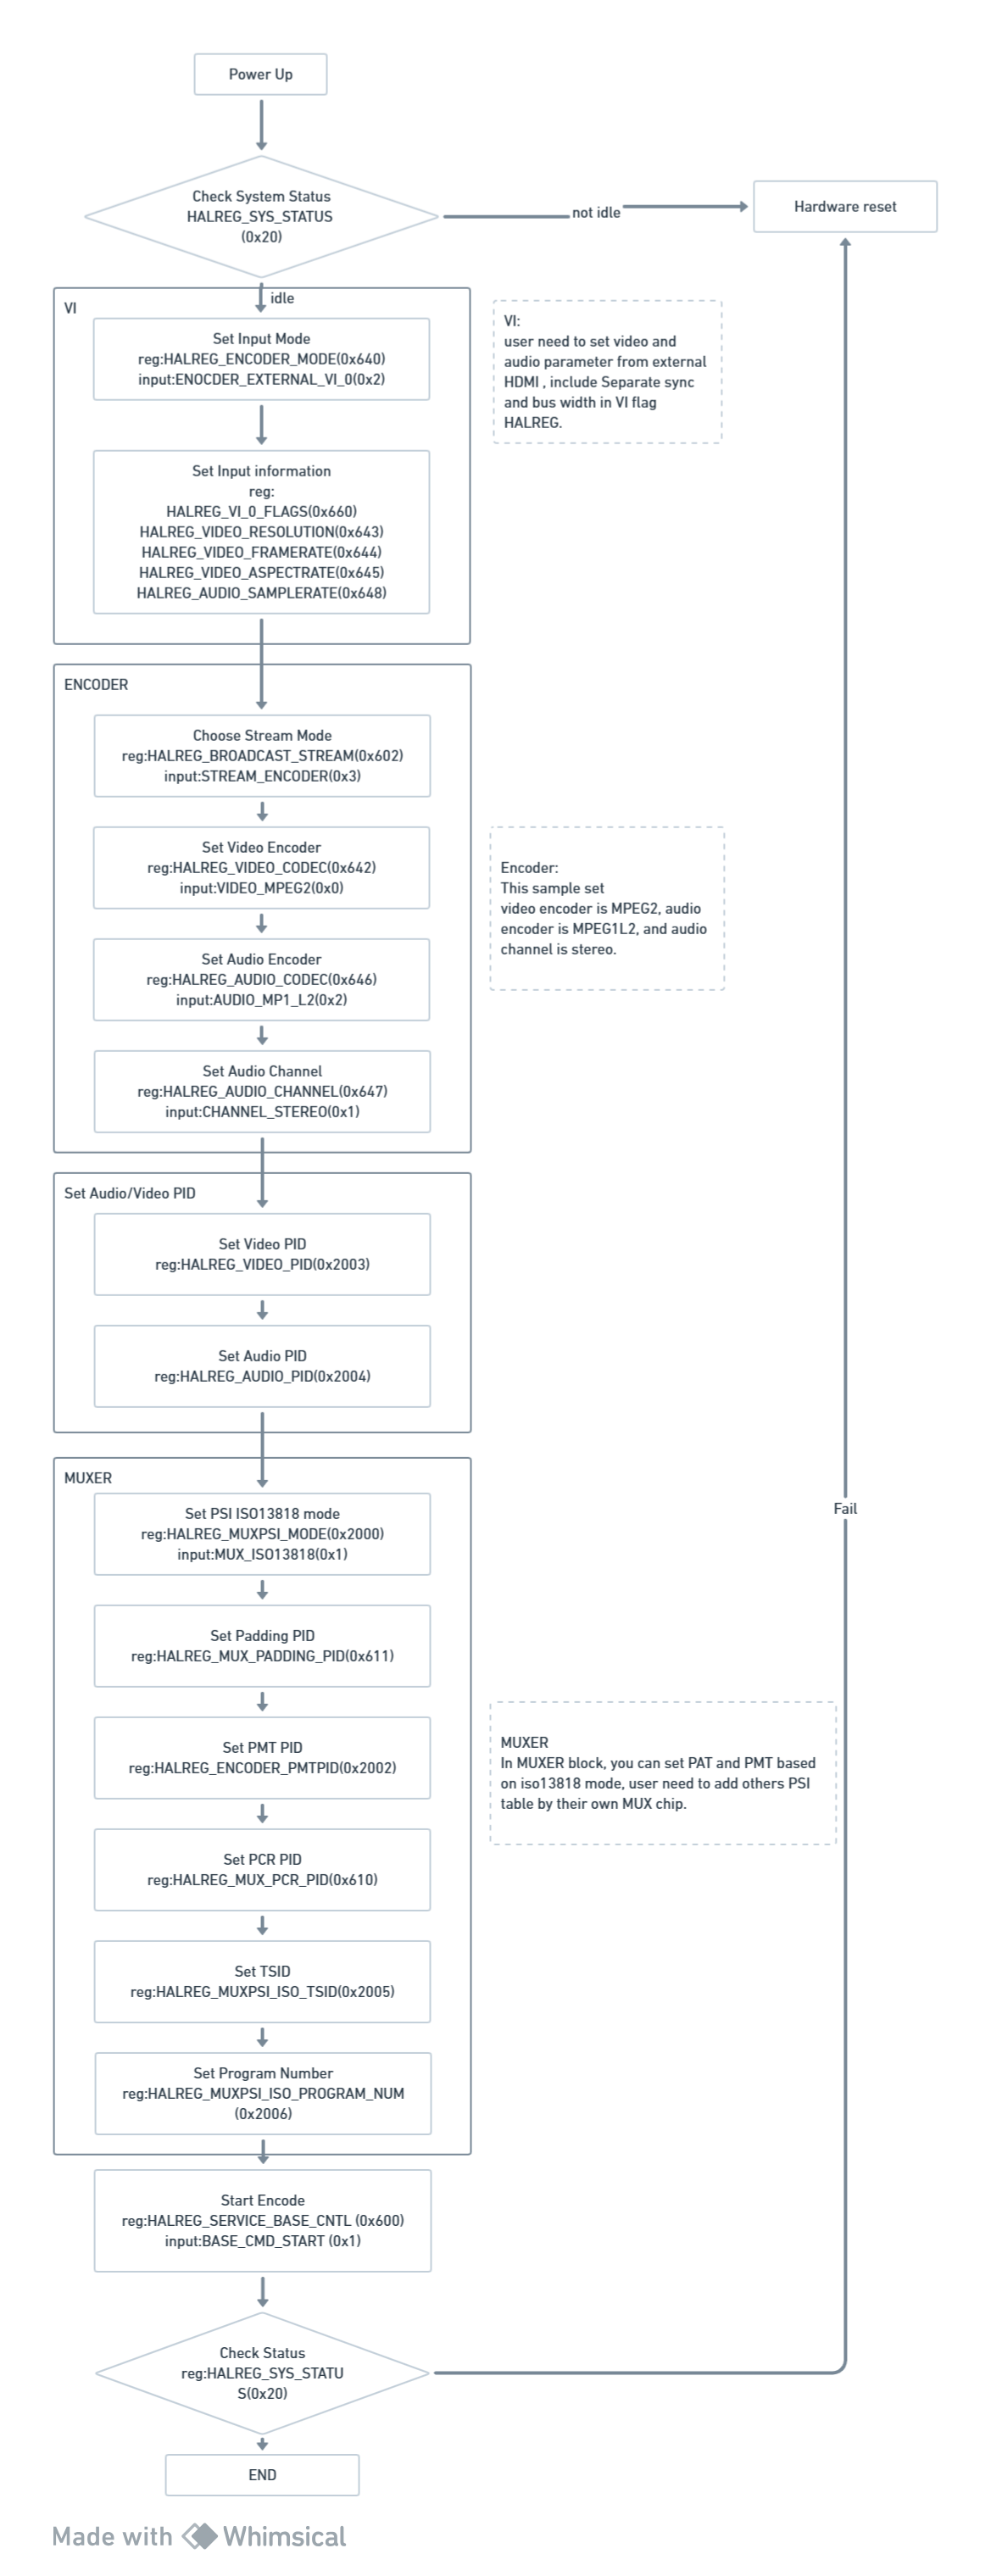 Power Up
Check System Status
HALREG_SYS_STATUS
(0x20)
not idle
Hardware reset
idle
VI
Set Input Mode
reg:HALREG_ENCODER_MODE(0x640)
input:ENOCDER_EXTERNAL_VI_0(0x2)
VI:
user need to set video and
audio parameter from external
HDMI , include Separate sync
and bus width in VI flag
HALREG.
Set Input information
reg:
HALREG_VI_0_FLAGS(0x660)
HALREG_VIDEO_RESOLUTION(0x643)
HALREG_VIDEO_FRAMERATE(0x644)
HALREG_VIDEO_ASPECTRATE(0x645)
HALREG_AUDIO_SAMPLERATE(0x648)
ENCODER
Choose Stream Mode
reg:HALREG_BROADCAST_STREAM(0x602)
input:STREAM_ENCODER(0x3)
Set Video Encoder
reg:HALREG_VIDEO_CODEC(0x642)
input:VIDEO_MPEG2(0x0)
Encoder:
This sample set
video encoder is MPEG2, audio
encoder is MPEG1L2, and audio
channel is stereo.
Set Audio Encoder
reg:HALREG_AUDIO_CODEC(0x646)
input:AUDIO_MP1_L2(0x2)
Set Audio Channel
reg:HALREG_AUDIO_CHANNEL(0x647)
input:CHANNEL_STEREO(0x1)
Set Audio/Video PID
Set Video PID
reg:HALREG_VIDEO_PID(0x2003)
Set Audio PID
reg:HALREG_AUDIO_PID(0x2004)
MUXER
Set PSI ISO13818 mode
reg:HALREG_MUXPSI_MODE(0x2000)
input:MUX_ISO13818(0x1)
Fail
Set Padding PID
reg:HALREG_MUX_PADDING_PID(0x611)
Set PMT PID
reg:HALREG_ENCODER_PMTPID(0x2002)
MUXER
In MUXER block, you can set PAT and PMT based
on iso13818 mode, user need to add others PSI
table by their own MUX chip.
Set PCR PID
reg:HALREG_MUX_PCR_PID(0x610)
Set TSID
reg:HALREG_MUXPSI_ISO_TSID(0x2005)
Set Program Number
reg:HALREG_MUXPSI_ISO_PROGRAM_NUM
(0x2006)
Start Encode
reg:HALREG_SERVICE_BASE_CNTL (0x600)
input:BASE_CMD_START (0x1)
Check Status
reg:HALREG_SYS_STATU
S(0x20)
END
Made with Whimsical